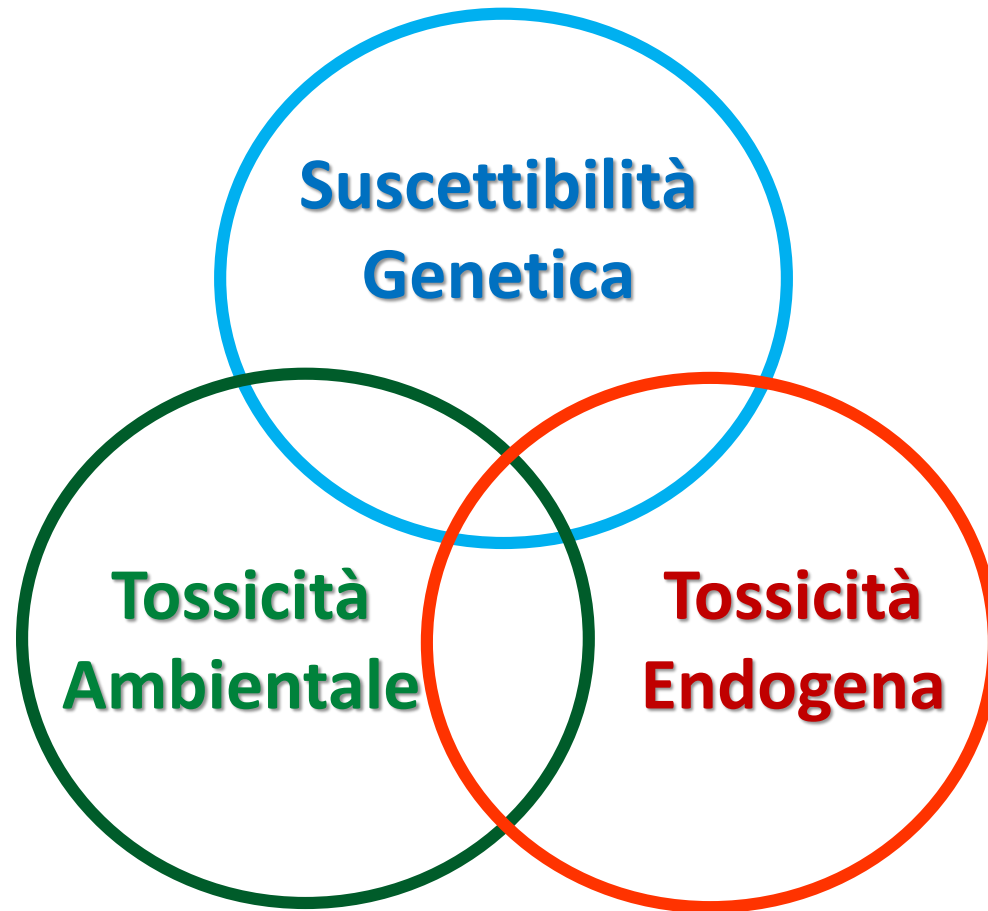 Suscettibilità
Genetica
Tossicità
Ambientale
Tossicità
Endogena